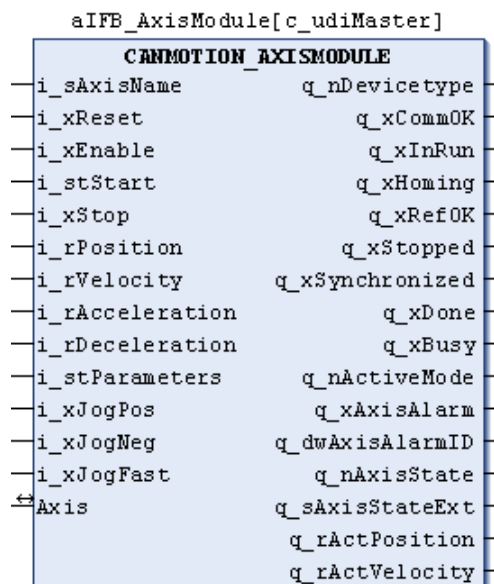 aIFB_AxisModule[c_udiMaster]
CANMOTION_AXISMODULE
i_sAxisName q_nDevicetype
i_xReset q_xCommOK
i_xEnable q_xInRun
i_stStart q_xHoming
i_xStop q_xRefOK
i_rPosition q_xStopped
i_rVelocity q_xSynchronized
i_rAcceleration q_xDone
i_rDeceleration q_xBusy
i_stParameters q_nActiveMode
i_xJogPos q_xAxisAlarm
i_xJogNeg q_dwAxisAlarmID
i_xJogFast q_nAxisState
Axis q_sAxisStateExt
q_rActPosition
q_rActVelocity